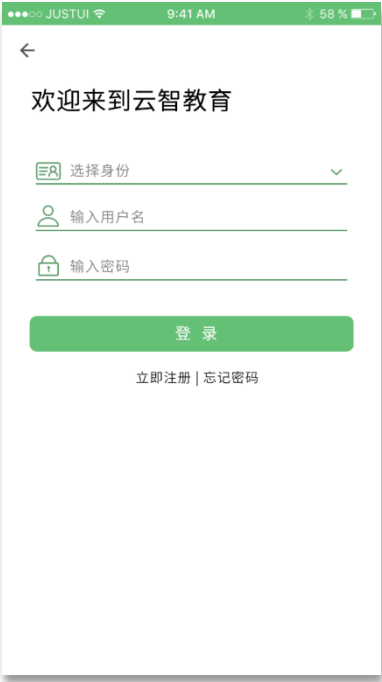 JUSTUI 9:41 AM 58 %
欢迎来到云智教育
选择身份
输入用户名
输入密码
登 录
立即注册 | 忘记密码